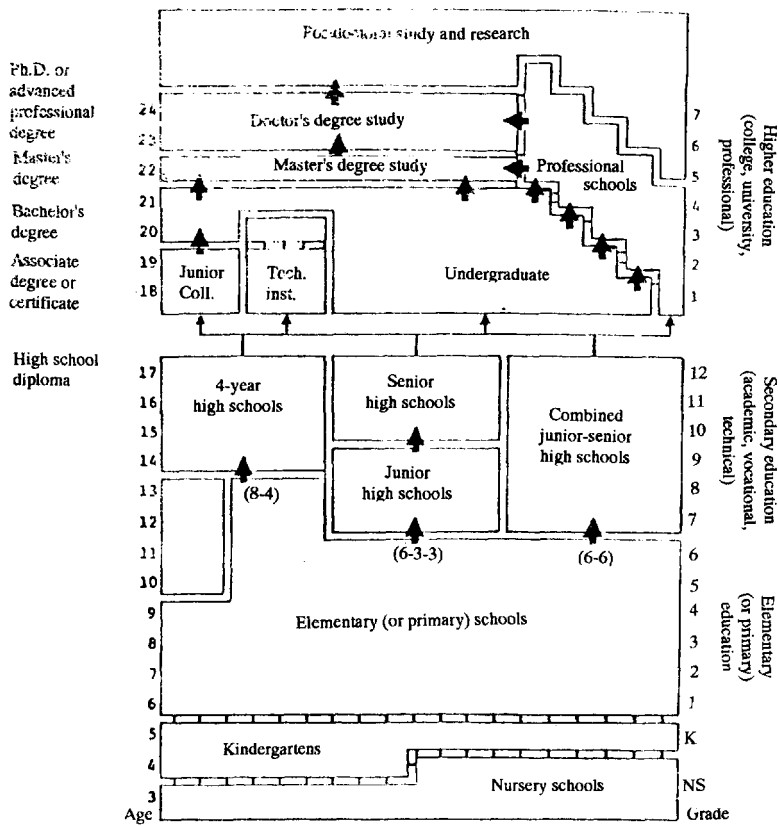 study and research
Ph.D. or
advanced
professional
degree
Master's
degree
Bachelor's
degree
Associate
degree or
certificate
High school
diploma
24
23
22
21
20
19
18
17
16
15
14
13
12
11
10
9
8
7
6
5
4
3
Age
Doctor's degree study
Master's degree study
Professional
schools
Junior
Coll.
Tech.
inst.
Undergraduate
4-year
high schools
Senior
high schools
Combined
junior-senior
high schools
Junior
high schools
(8-4)
(6-3-3)
(6-6)
Elementary (or primary) schools
Kindergartens
Nursery schools
7
6
5
4
3
2
1
12
11
10
9
8
7
6
5
4
3
2
1
K
NS
Grade
Higher education
(college, university,
professional)
Secondary education
(academic, vocational,
technical)
Elementary
(or primary)
education